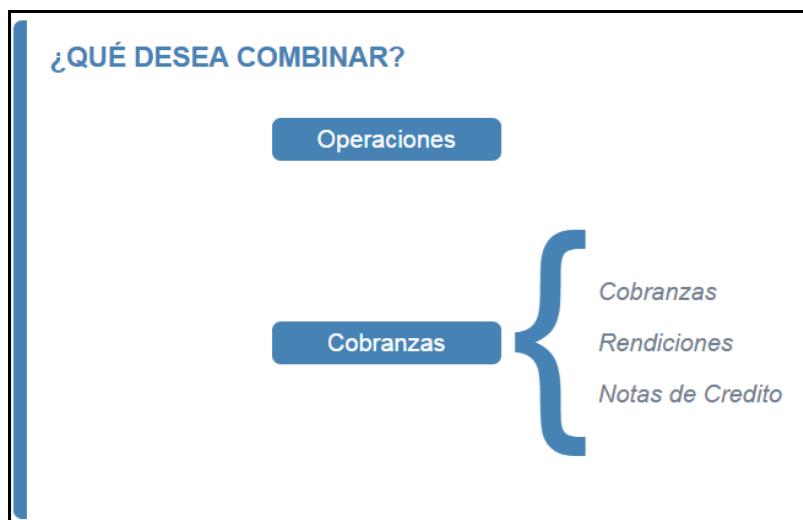 ¿QUÉ DESEA COMBINAR?
Operaciones
Cobranzas
Cobranzas
Rendiciones
Notas de Credito